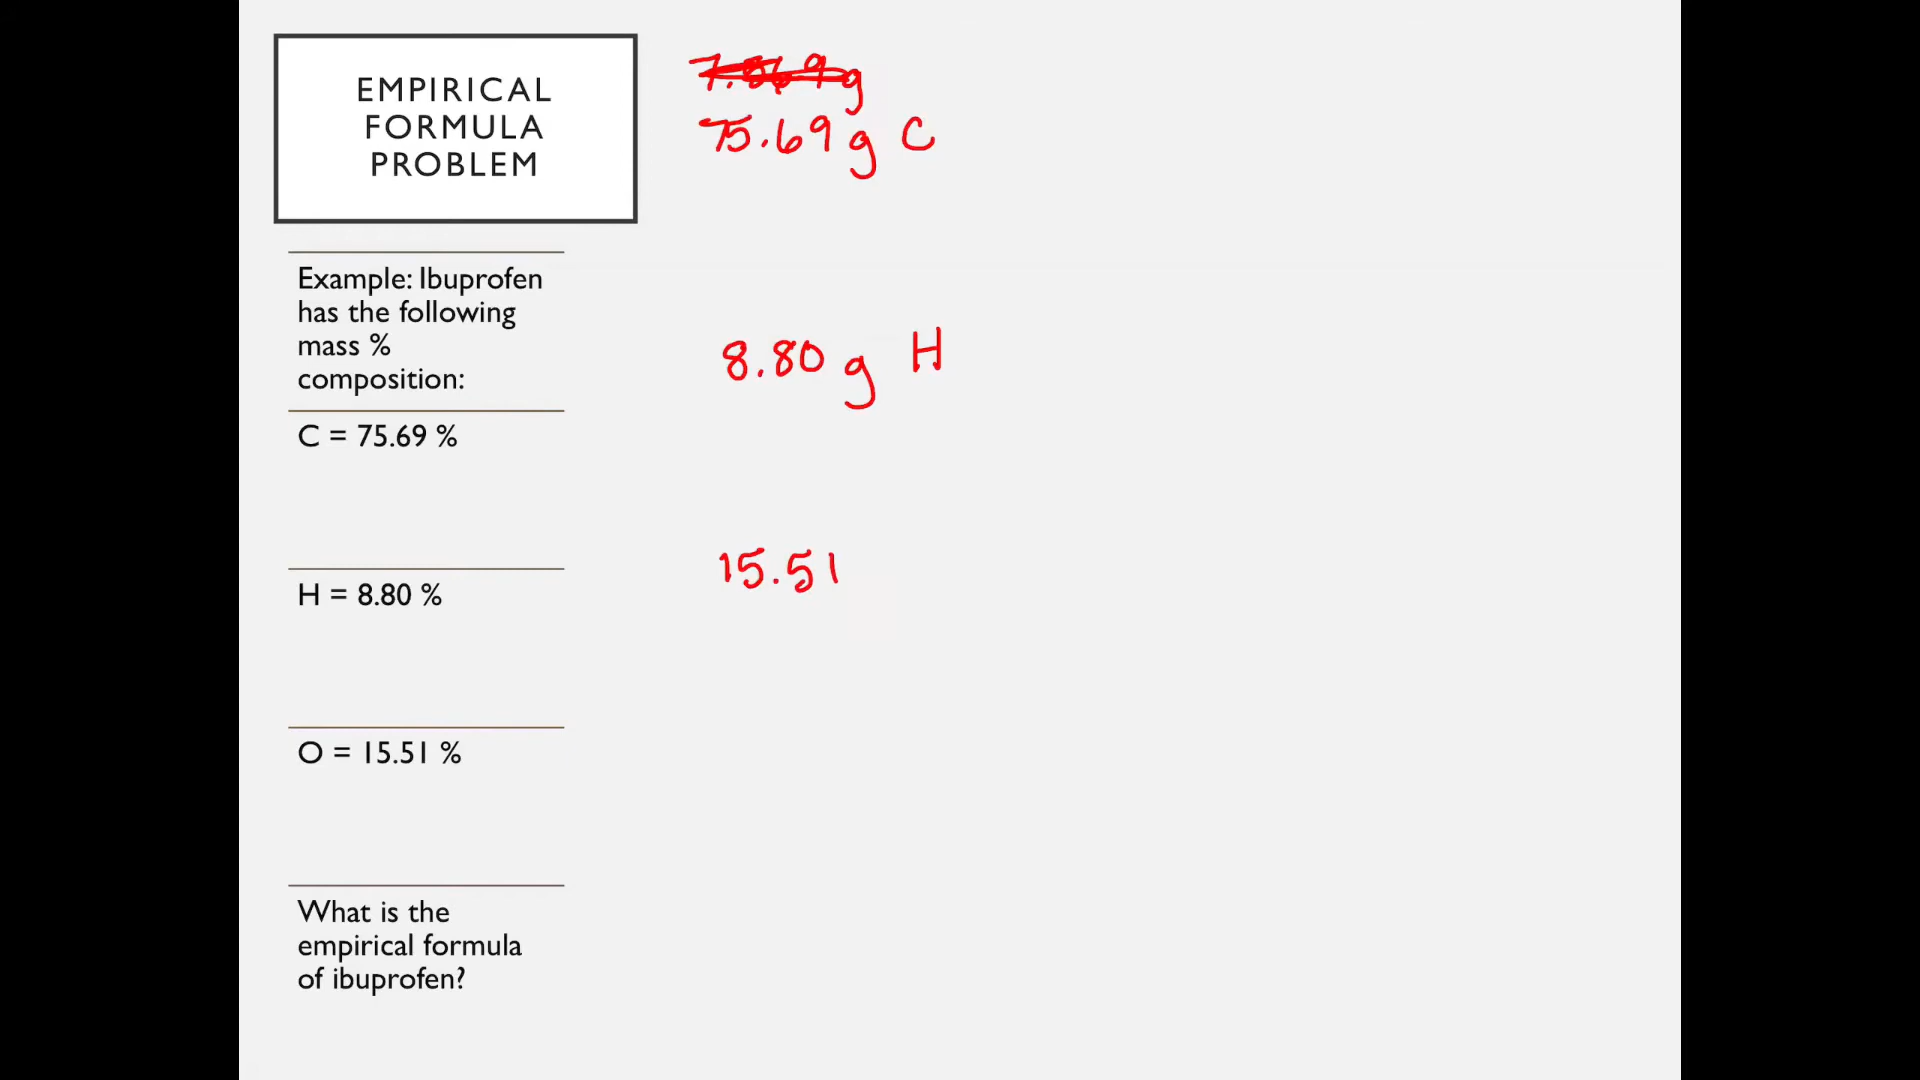 EMPIRICAL
FORMULA
PROBLEM
Example: Ibuprofen
has the following
mass %
composition:
C = 75.69 %
H = 8.80 %
O = 15.51 %
What is the
empirical formula
of ibuprofen?
g
75.69 g C
8.80 g H
15.51